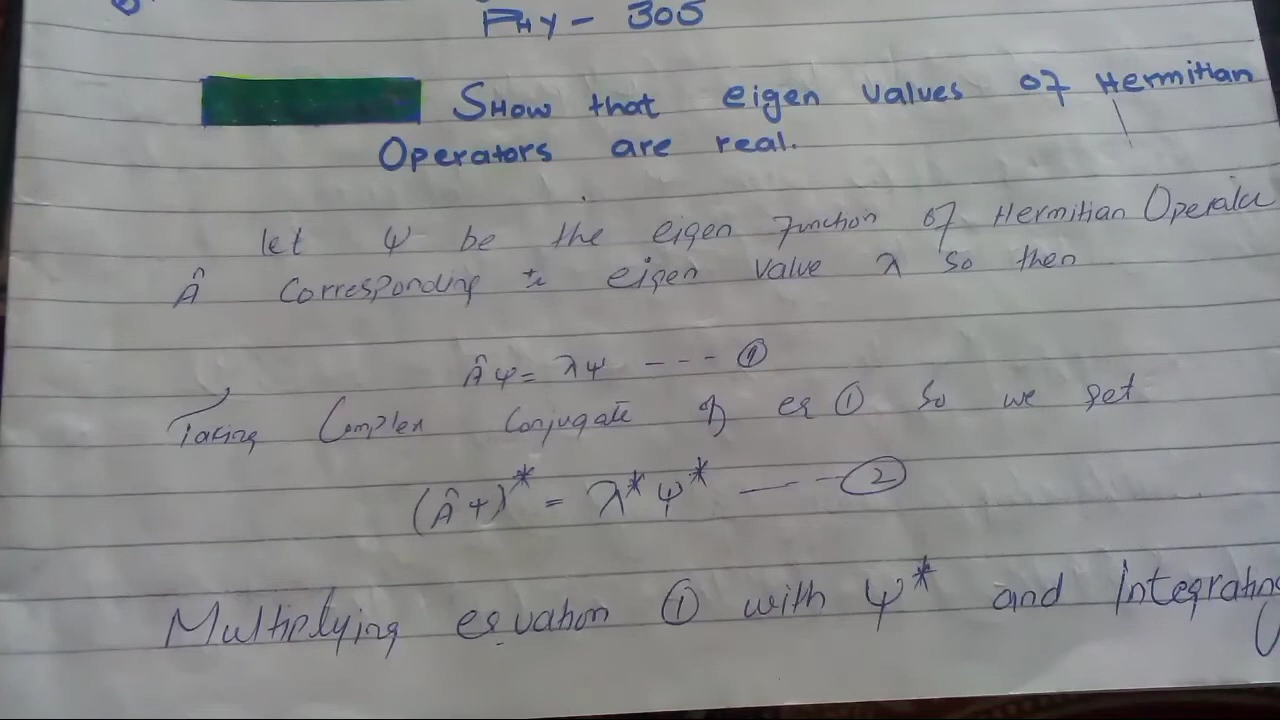 PHY - 305
SHow that eigen values of Hermitian
Operators are real.
let ψ be the eigen function of Hermitian Operator
Â Corresponding to eigen value λ so then
Âψ = λψ ---- ①
Taking Complex Conjugate of eq ① so we get
(Âψ)* = λ*ψ* --- ②
Multiplying equation ① with ψ* and integrating